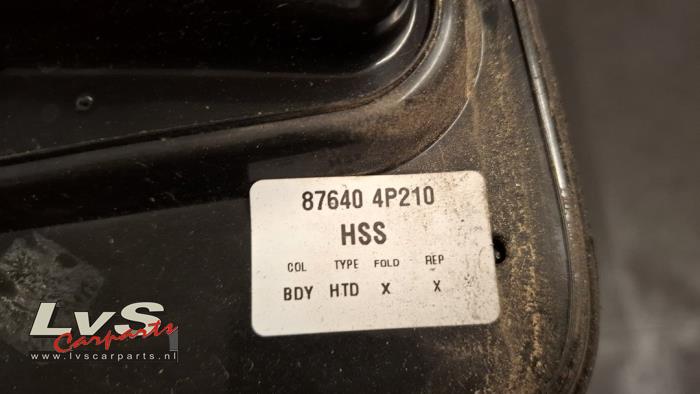 87640 4P210
HSS
COL TYPE FOLD REP
BDY HTD X X
LvS
Carparts
www.lvscarparts.nl